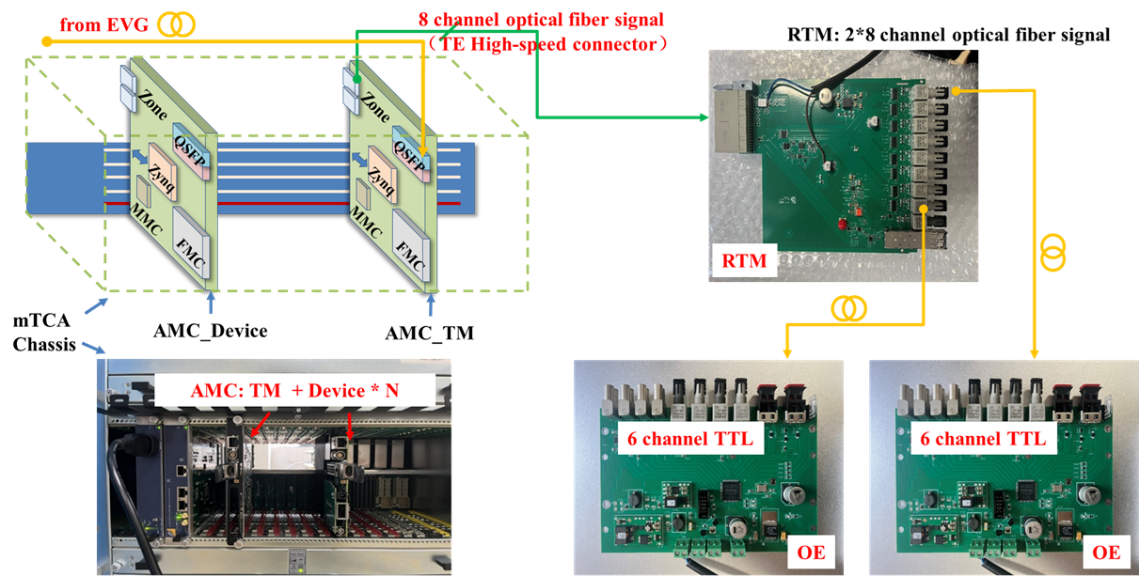 from EVG
8 channel optical fiber signal
（TE High-speed connector）
RTM: 2*8 channel optical fiber signal
Zone
QSFP
Zynq
MMC
FMC
Zone
QSFP
Zynq
MMC
FMC
RTM
mTCA
Chassis
AMC_Device
AMC_TM
AMC: TM + Device * N
6 channel TTL
6 channel TTL
OE
OE